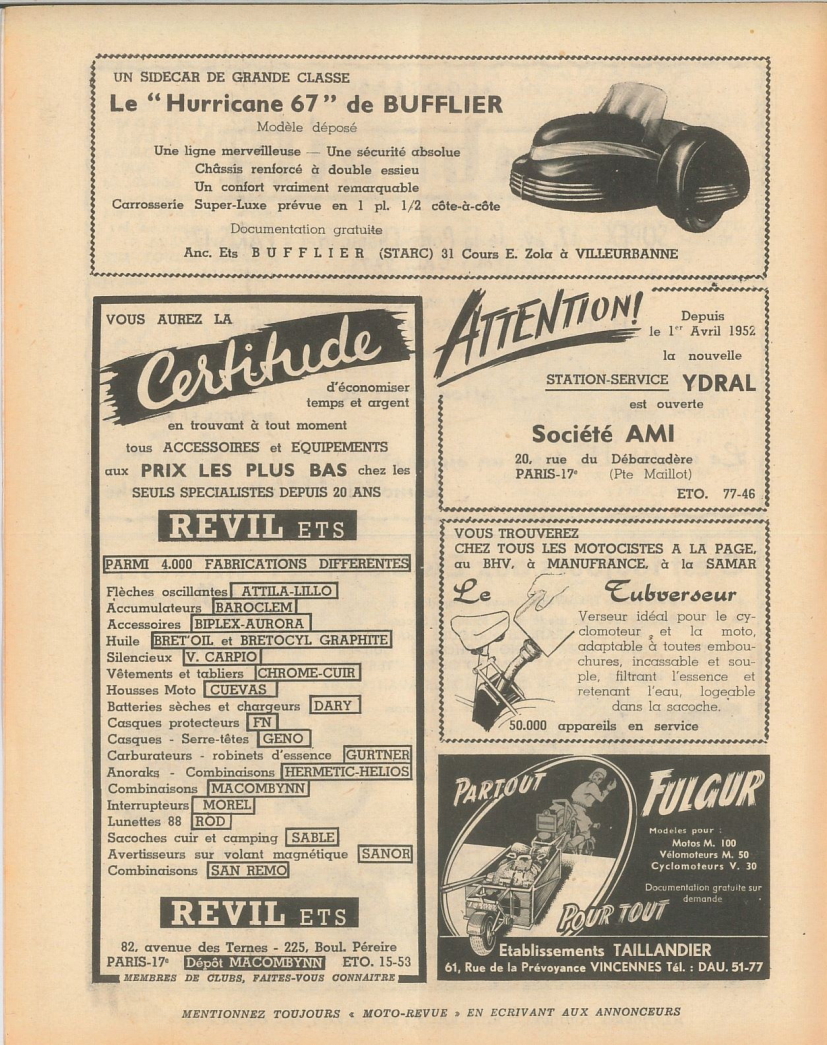 UN SIDECAR DE GRANDE CLASSE
Le "Hurricane 67" de BUFFLIER
Modèle déposé
Une ligne merveilleuse — Une sécurité absolue
Châssis renforcé à double essieu
Un confort vraiment remarquable
Carrosserie Super-Luxe prévue en 1 pl. 1/2 côte-à-côte
Documentation gratuite
Anc. Ets BUFFLIER (STARC) 31 Cours E. Zola à VILLEURBANNE
VOUS AUREZ LA
Certitude
d'économiser
temps et argent
en trouvant à tout moment
tous ACCESSOIRES et EQUIPEMENTS
aux PRIX LES PLUS BAS chez les
SEULS SPECIALISTES DEPUIS 20 ANS
REVIL ETS
PARMI 4.000 FABRICATIONS DIFFERENTES
Flèches oscillantes ATTILA-LILLO
Accumulateurs BAROCLEM
Accessoires BIPLEX-AURORA
Huile BRET'OIL et BRETOCYL GRAPHITE
Silencieux V. CARPIO
Vêtements et tabliers CHROME-CUIR
Housses Moto CUEVAS
Batteries sèches et chargeurs DARY
Casques protecteurs FN
Casques - Serre-têtes GENO
Carburateurs - robinets d'essence GURTNER
Anoraks - Combinaisons HERMETIC-HELIOS
Combinaisons MACOMBYNN
Interrupteurs MOREL
Lunettes 88 ROD
Sacoches cuir et camping SABLE
Avertisseurs sur volant magnétique SANOR
Combinaisons SAN REMO
REVIL ETS
82, avenue des Ternes - 225, Boul. Péreire
PARIS-17e Dépôt MACOMBYNN ETO. 15-53
MEMBRES DE CLUBS, FAITES-VOUS CONNAITRE
ATTENTION!
Depuis
le 1er Avril 1952
la nouvelle
STATION-SERVICE YDRAL
est ouverte
Société AMI
20, rue du Débarcadère
PARIS-17e (Pte Maillot)
ETO. 77-46
VOUS TROUVEREZ
CHEZ TOUS LES MOTOCISTES A LA PAGE,
au BHV, à MANUFRANCE, à la SAMAR
Le Tubverseur
Verseur idéal pour le cy-
clomoteur et la moto,
adaptable à toutes embou-
chures, incassable et sou-
ple, filtrant l'essence et
retenant l'eau, logeable
dans la sacoche.
50.000 appareils en service
PARTOUT
FULGUR
Modeles pour :
Motos M. 100
Vélomoteurs M. 50
Cyclomoteurs V. 30
Documentation gratuite sur
demande
POUR TOUT
Etablissements TAILLANDIER
61, Rue de la Prévoyance VINCENNES Tél. : DAU. 51-77
MENTIONNEZ TOUJOURS « MOTO-REVUE » EN ECRIVANT AUX ANNONCEURS